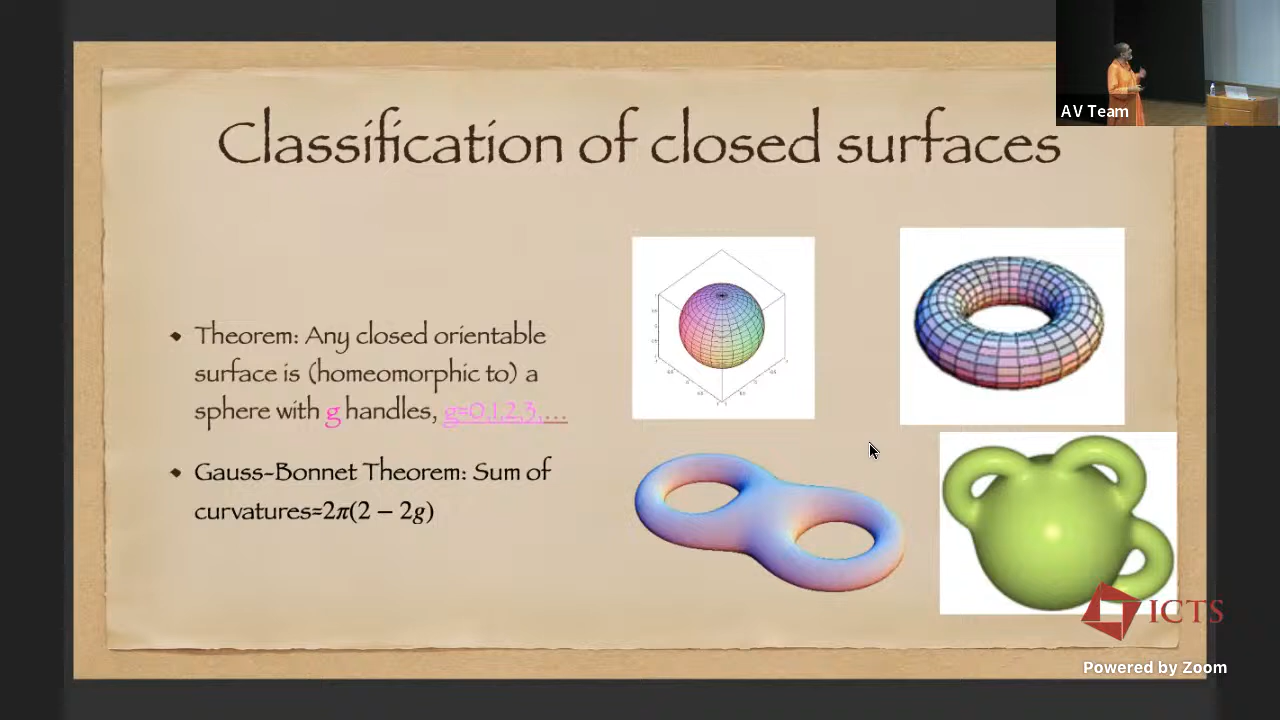 Classification of closed surfaces
AV Team
• Theorem: Any closed orientable
surface is (homeomorphic to) a
sphere with g handles, g=0,1,2,3,…
• Gauss-Bonnet Theorem: Sum of
curvatures=2π(2 − 2g)
ICTS
Powered by Zoom